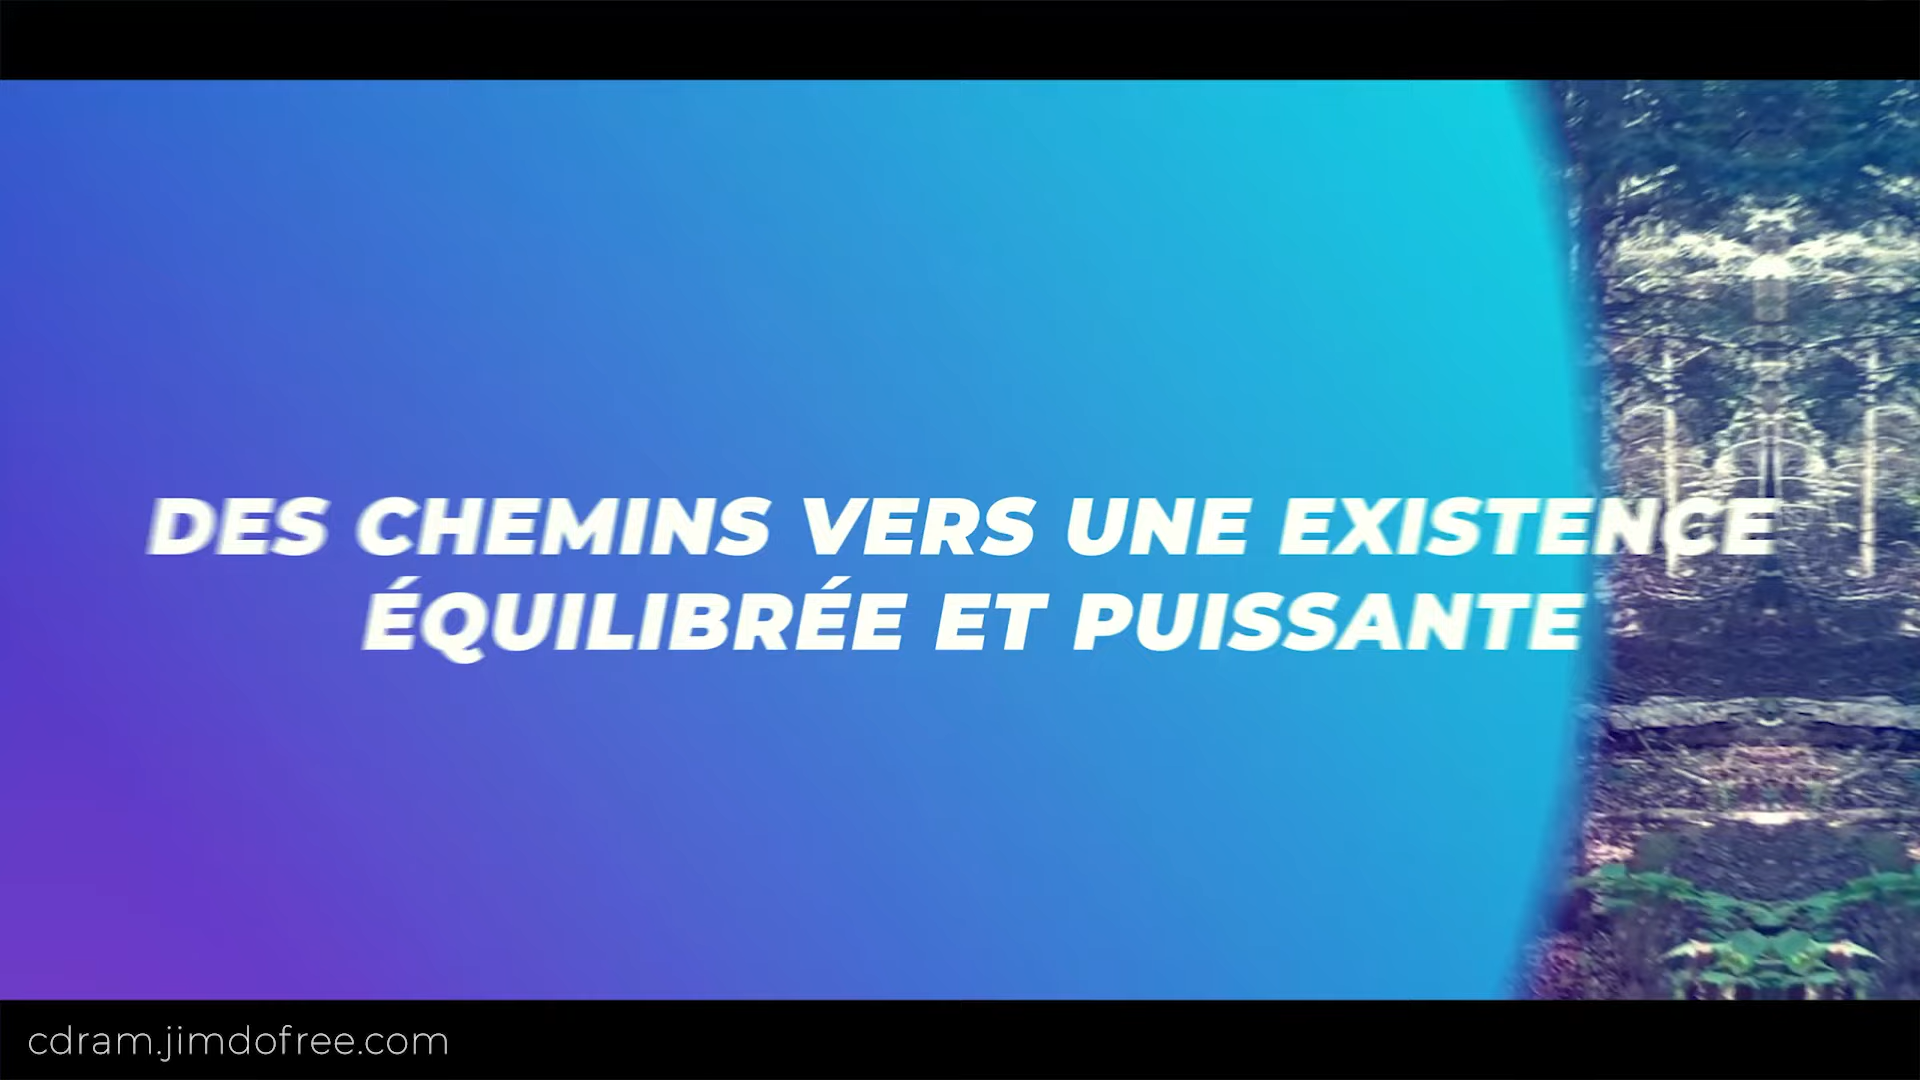 DES CHEMINS VERS UNE EXISTENCE
ÉQUILIBRÉE ET PUISSANTE
cdram.jimdofree.com